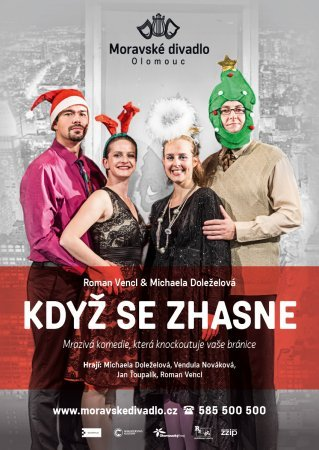 Moravské divadlo
Olomouc
Roman Vencl & Michaela Doleželová
KDYŽ SE ZHASNE
Mrazivá komedie, která knockoutuje vaše bránice
Hrají: Michaela Doleželová, Vendula Nováková,
Jan Ťoupalík, Roman Vencl
www.moravskedivadlo.cz ☎ 585 500 500
zzip